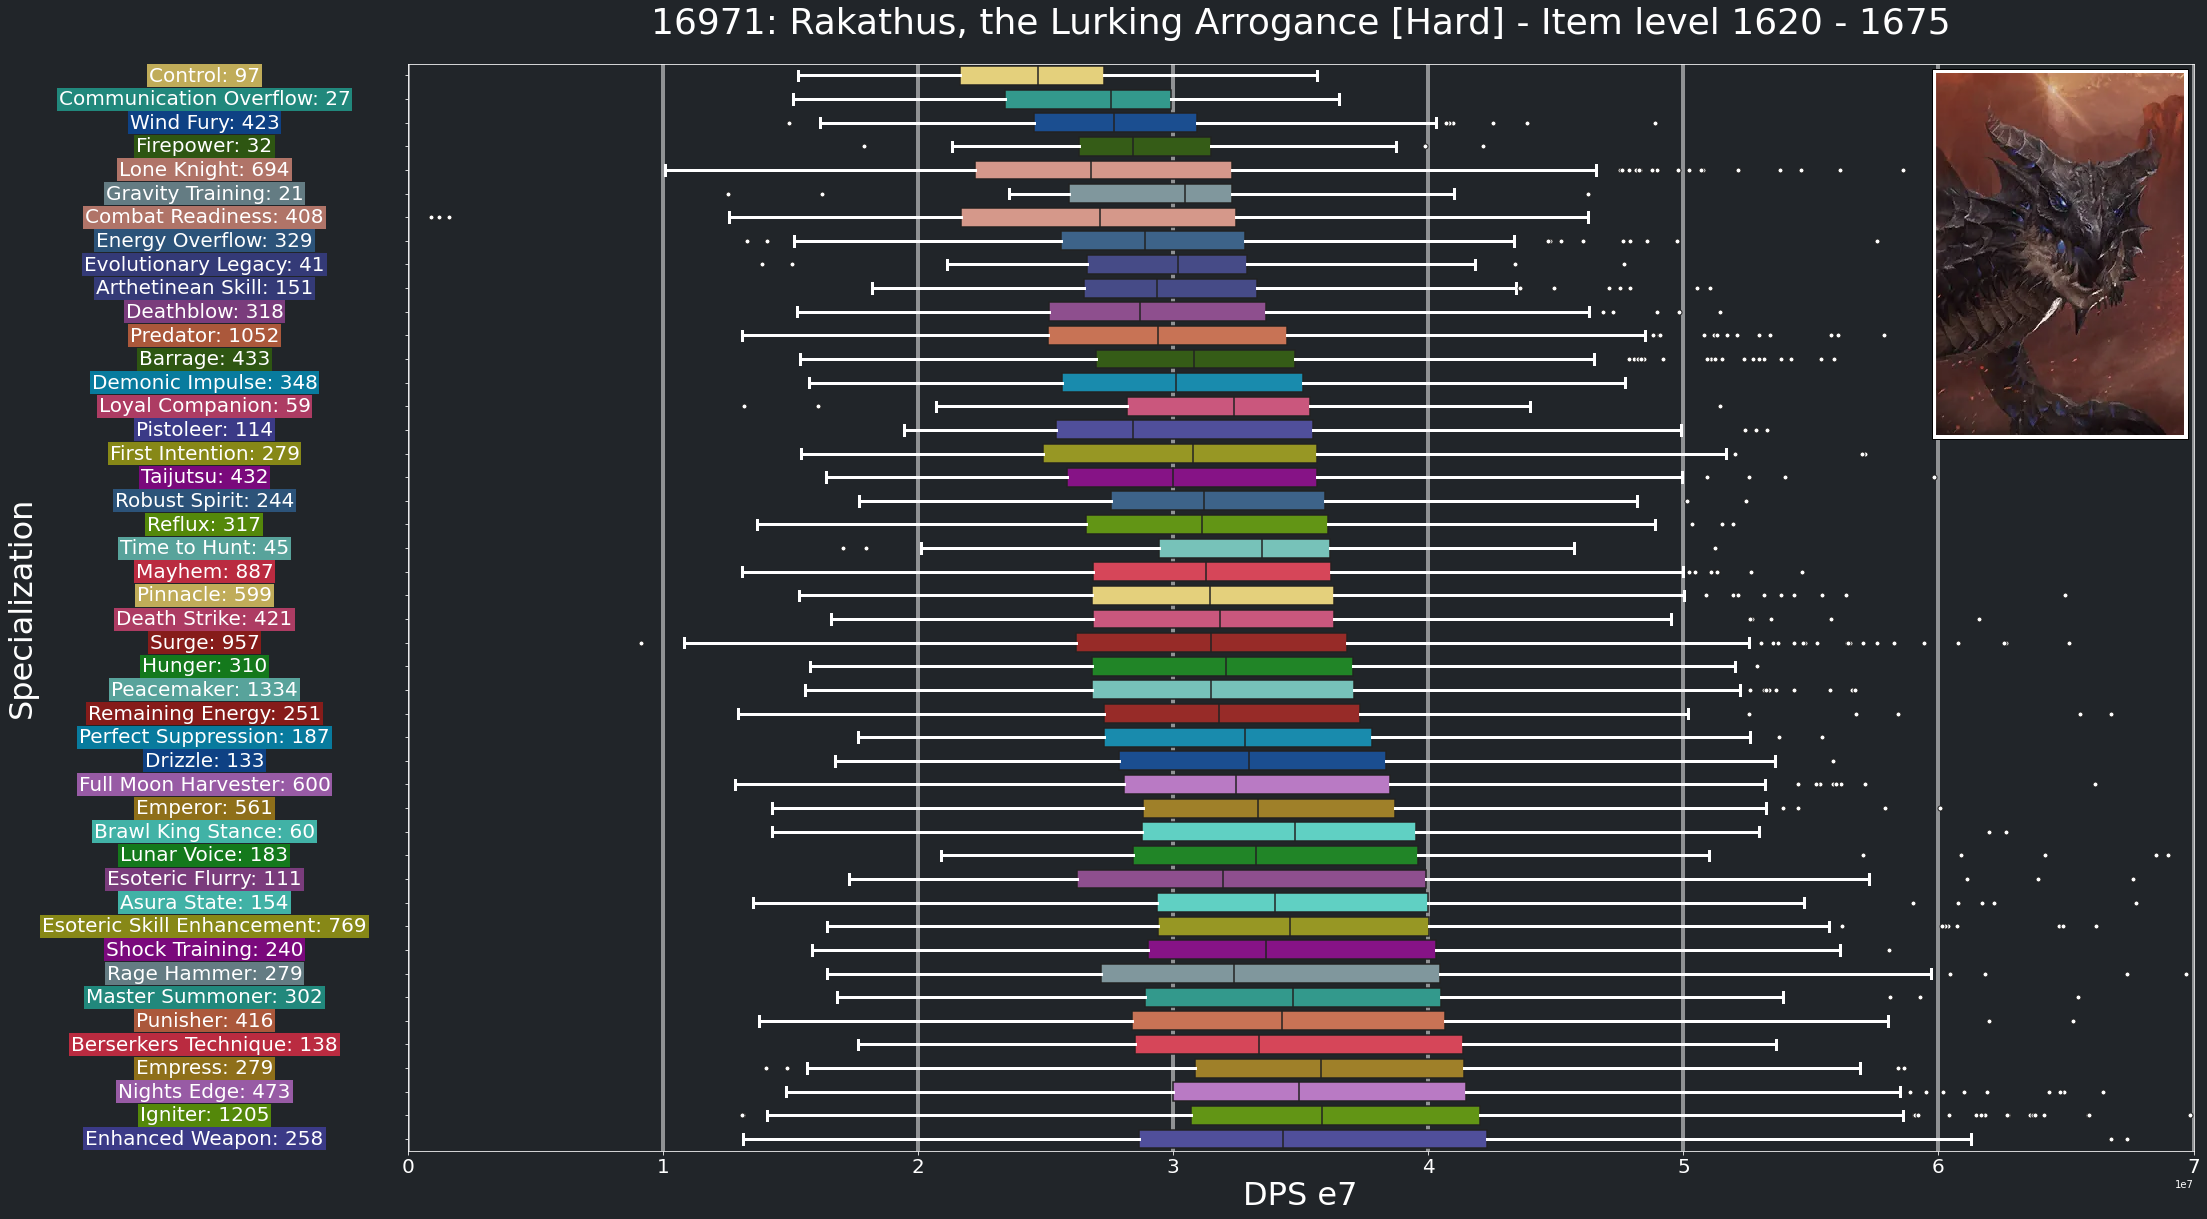 16971: Rakathus, the Lurking Arrogance [Hard] - Item level 1620 - 1675
Specialization
Control: 97
Communication Overflow: 27
Wind Fury: 423
Firepower: 32
Lone Knight: 694
Gravity Training: 21
Combat Readiness: 408
Energy Overflow: 329
Evolutionary Legacy: 41
Arthetinean Skill: 151
Deathblow: 318
Predator: 1052
Barrage: 433
Demonic Impulse: 348
Loyal Companion: 59
Pistoleer: 114
First Intention: 279
Taijutsu: 432
Robust Spirit: 244
Reflux: 317
Time to Hunt: 45
Mayhem: 887
Pinnacle: 599
Death Strike: 421
Surge: 957
Hunger: 310
Peacemaker: 1334
Remaining Energy: 251
Perfect Suppression: 187
Drizzle: 133
Full Moon Harvester: 600
Emperor: 561
Brawl King Stance: 60
Lunar Voice: 183
Esoteric Flurry: 111
Asura State: 154
Esoteric Skill Enhancement: 769
Shock Training: 240
Rage Hammer: 279
Master Summoner: 302
Punisher: 416
Berserkers Technique: 138
Empress: 279
Nights Edge: 473
Igniter: 1205
Enhanced Weapon: 258
0 1 2 3 4 5 6 7
1e7
DPS e7